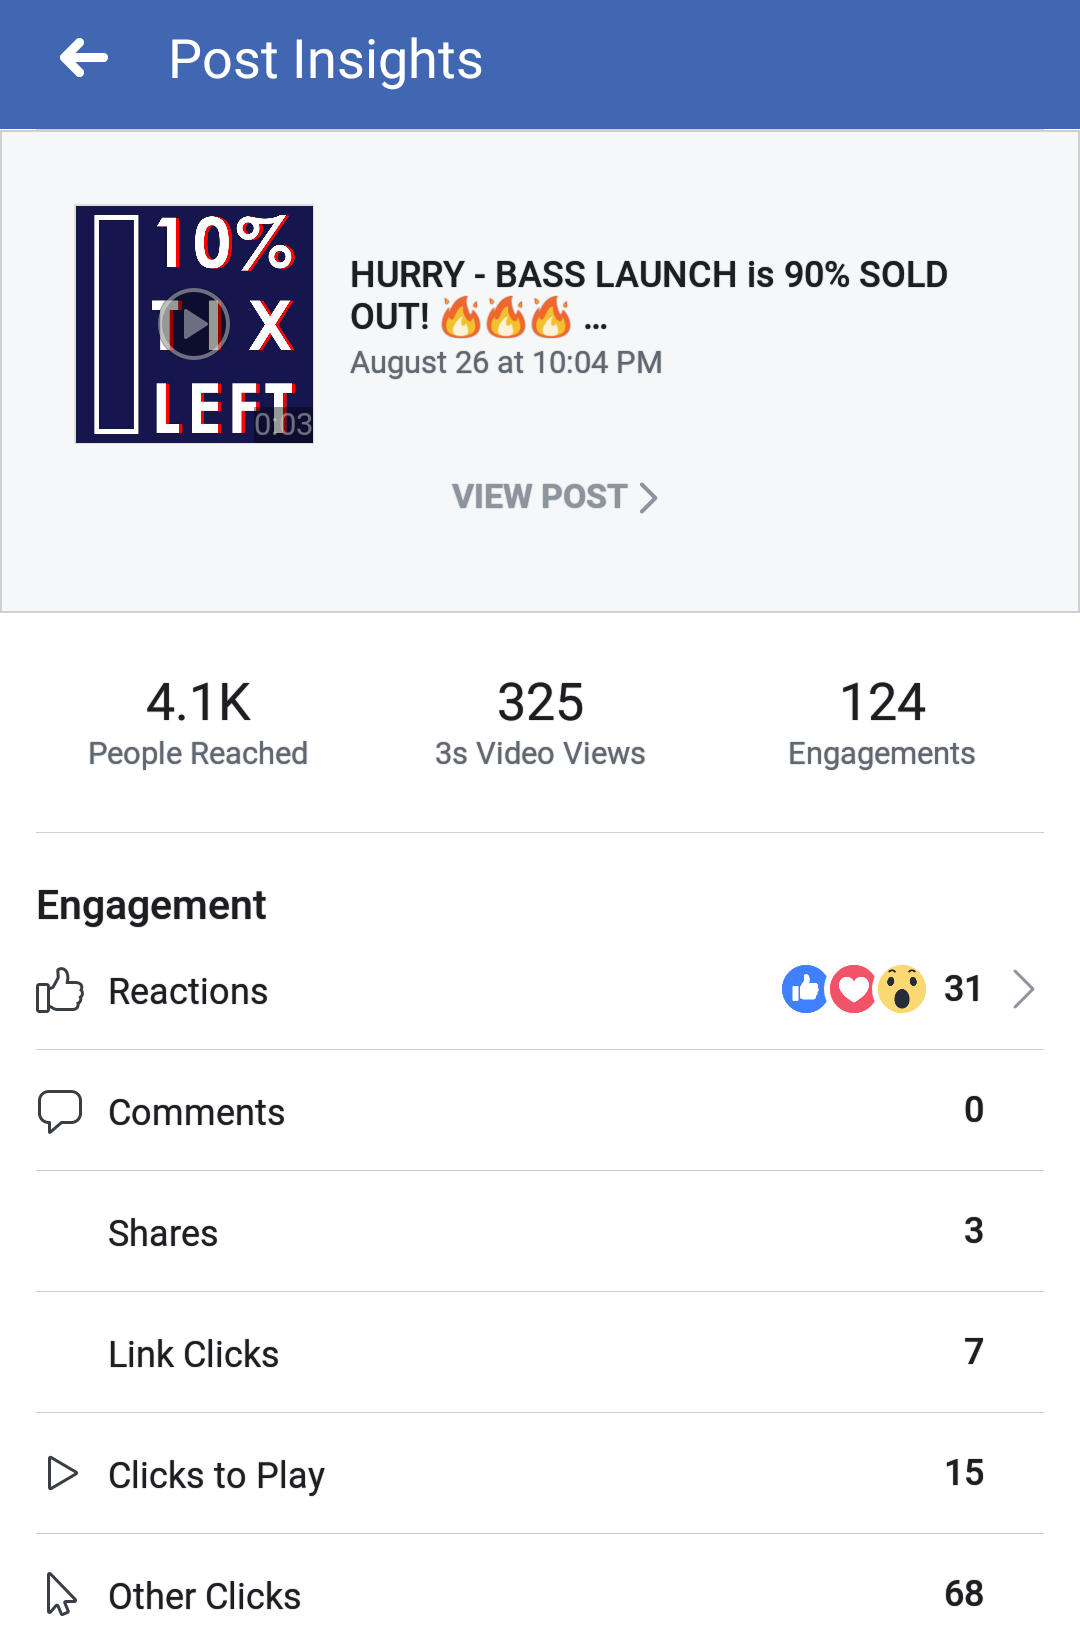 Post Insights
10%
TIX
LEFT
0:03
HURRY - BASS LAUNCH is 90% SOLD
OUT! 🔥🔥🔥 ...
August 26 at 10:04 PM
VIEW POST
4.1K
People Reached
325
3s Video Views
124
Engagements
Engagement
Reactions 31
Comments 0
Shares 3
Link Clicks 7
Clicks to Play 15
Other Clicks 68